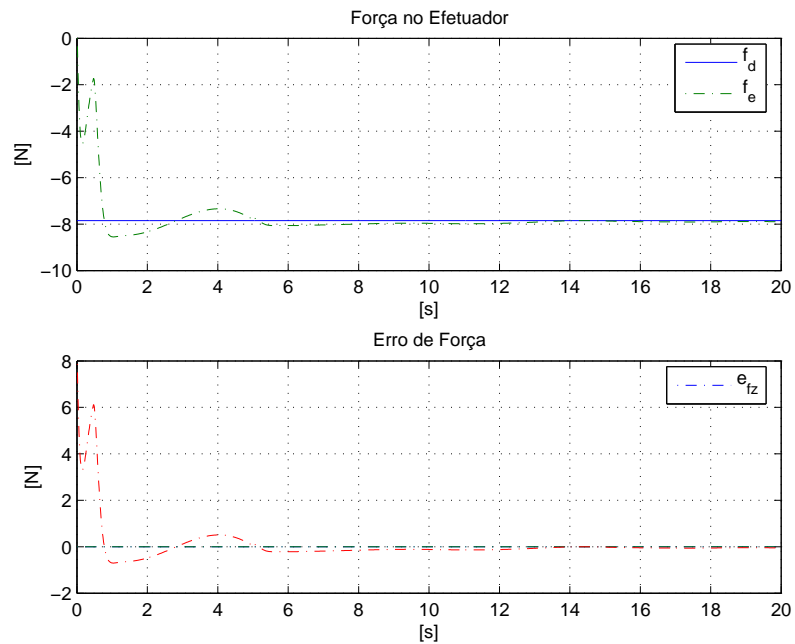 Força no Efetuador
f_d
f_e
0
−2
−4
−6
−8
−10
[N]
0 2 4 6 8 10 12 14 16 18 20
[s]
Erro de Força
e_fz
8
6
4
2
0
−2
[N]
0 2 4 6 8 10 12 14 16 18 20
[s]